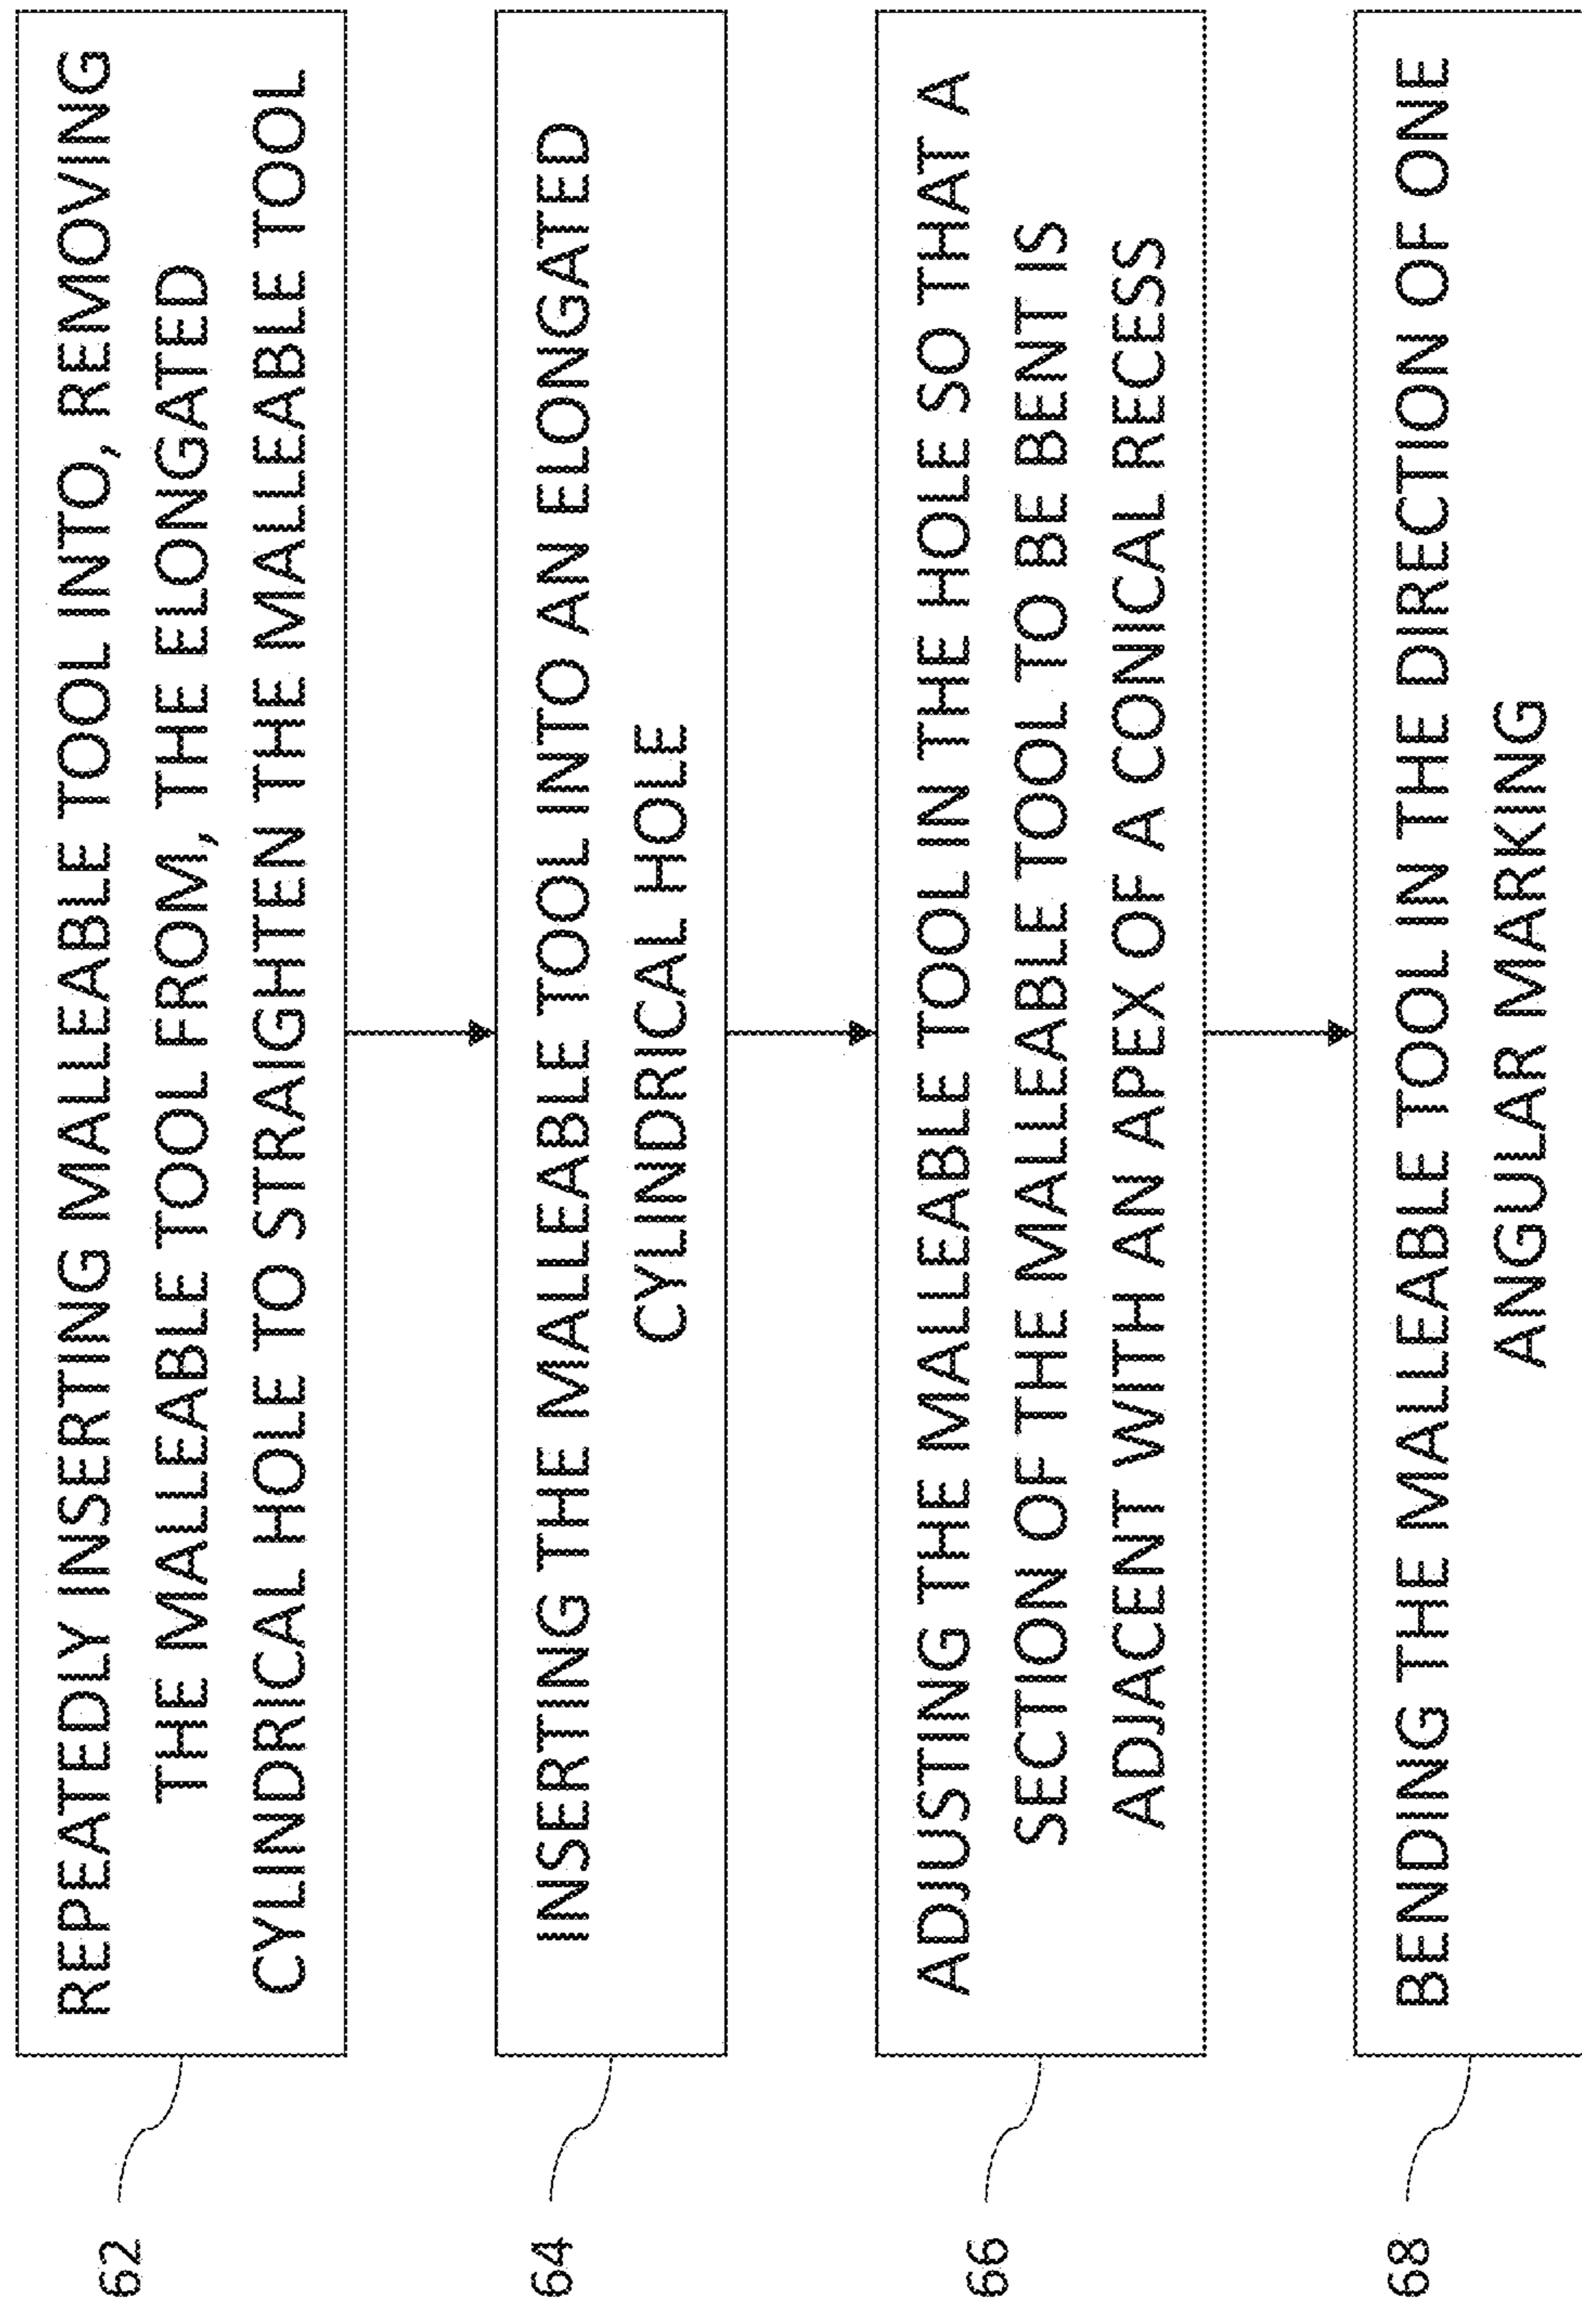 62
REPEATEDLY INSERTING MALLEABLE TOOL INTO, REMOVING
THE MALLEABLE TOOL FROM, THE ELONGATED
CYLINDRICAL HOLE TO STRAIGHTEN THE MALLEABLE TOOL
64
INSERTING THE MALLEABLE TOOL INTO AN ELONGATED
CYLINDRICAL HOLE
66
ADJUSTING THE MALLEABLE TOOL IN THE HOLE SO THAT A
SECTION OF THE MALLEABLE TOOL TO BE BENT IS
ADJACENT WITH AN APEX OF A CONICAL RECESS
68
BENDING THE MALLEABLE TOOL IN THE DIRECTION OF ONE
ANGULAR MARKING